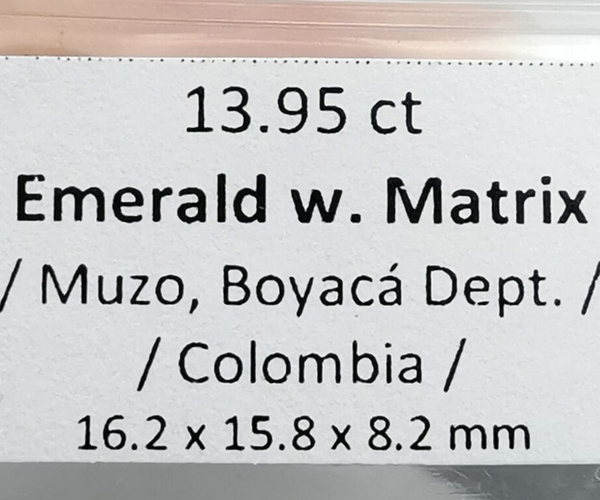 13.95 ct
Emerald w. Matrix
/ Muzo, Boyacá Dept. /
/ Colombia /
16.2 x 15.8 x 8.2 mm